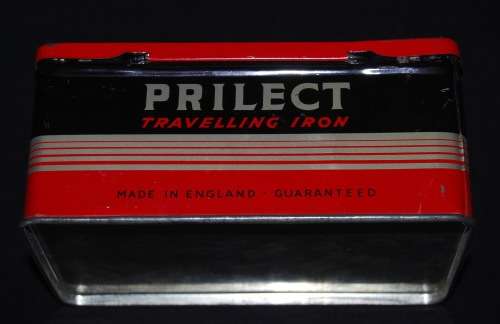 PRILECT
TRAVELLING IRON
MADE IN ENGLAND - GUARANTEED